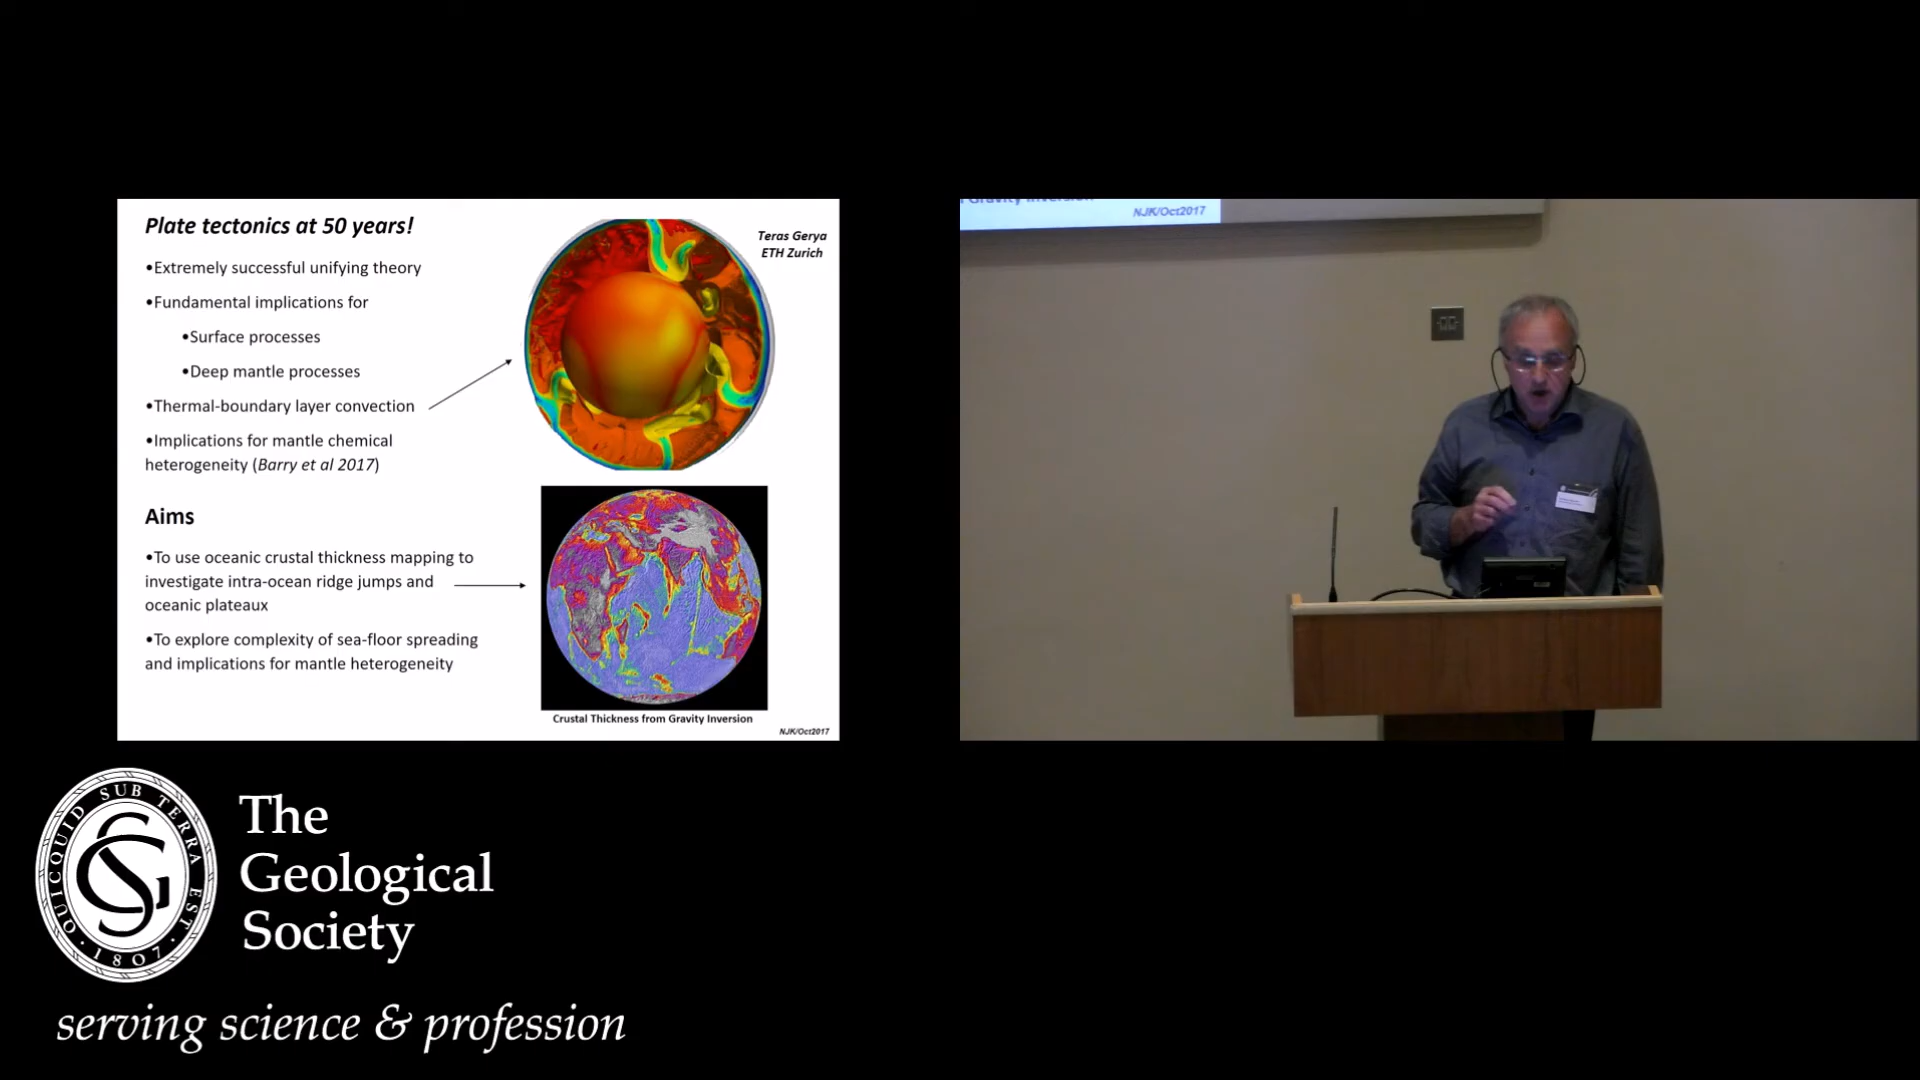 Plate tectonics at 50 years!
•Extremely successful unifying theory
•Fundamental implications for
•Surface processes
•Deep mantle processes
•Thermal-boundary layer convection
•Implications for mantle chemical
heterogeneity (Barry et al 2017)
Teras Gerya
ETH Zurich
Aims
•To use oceanic crustal thickness mapping to
investigate intra-ocean ridge jumps and
oceanic plateaux
•To explore complexity of sea-floor spreading
and implications for mantle heterogeneity
Crustal Thickness from Gravity Inversion
NJK/Oct2017
Gravity Inversion
NJK/Oct2017
QUICQUID SUB TERRA EST
1807
The
Geological
Society
serving science & profession